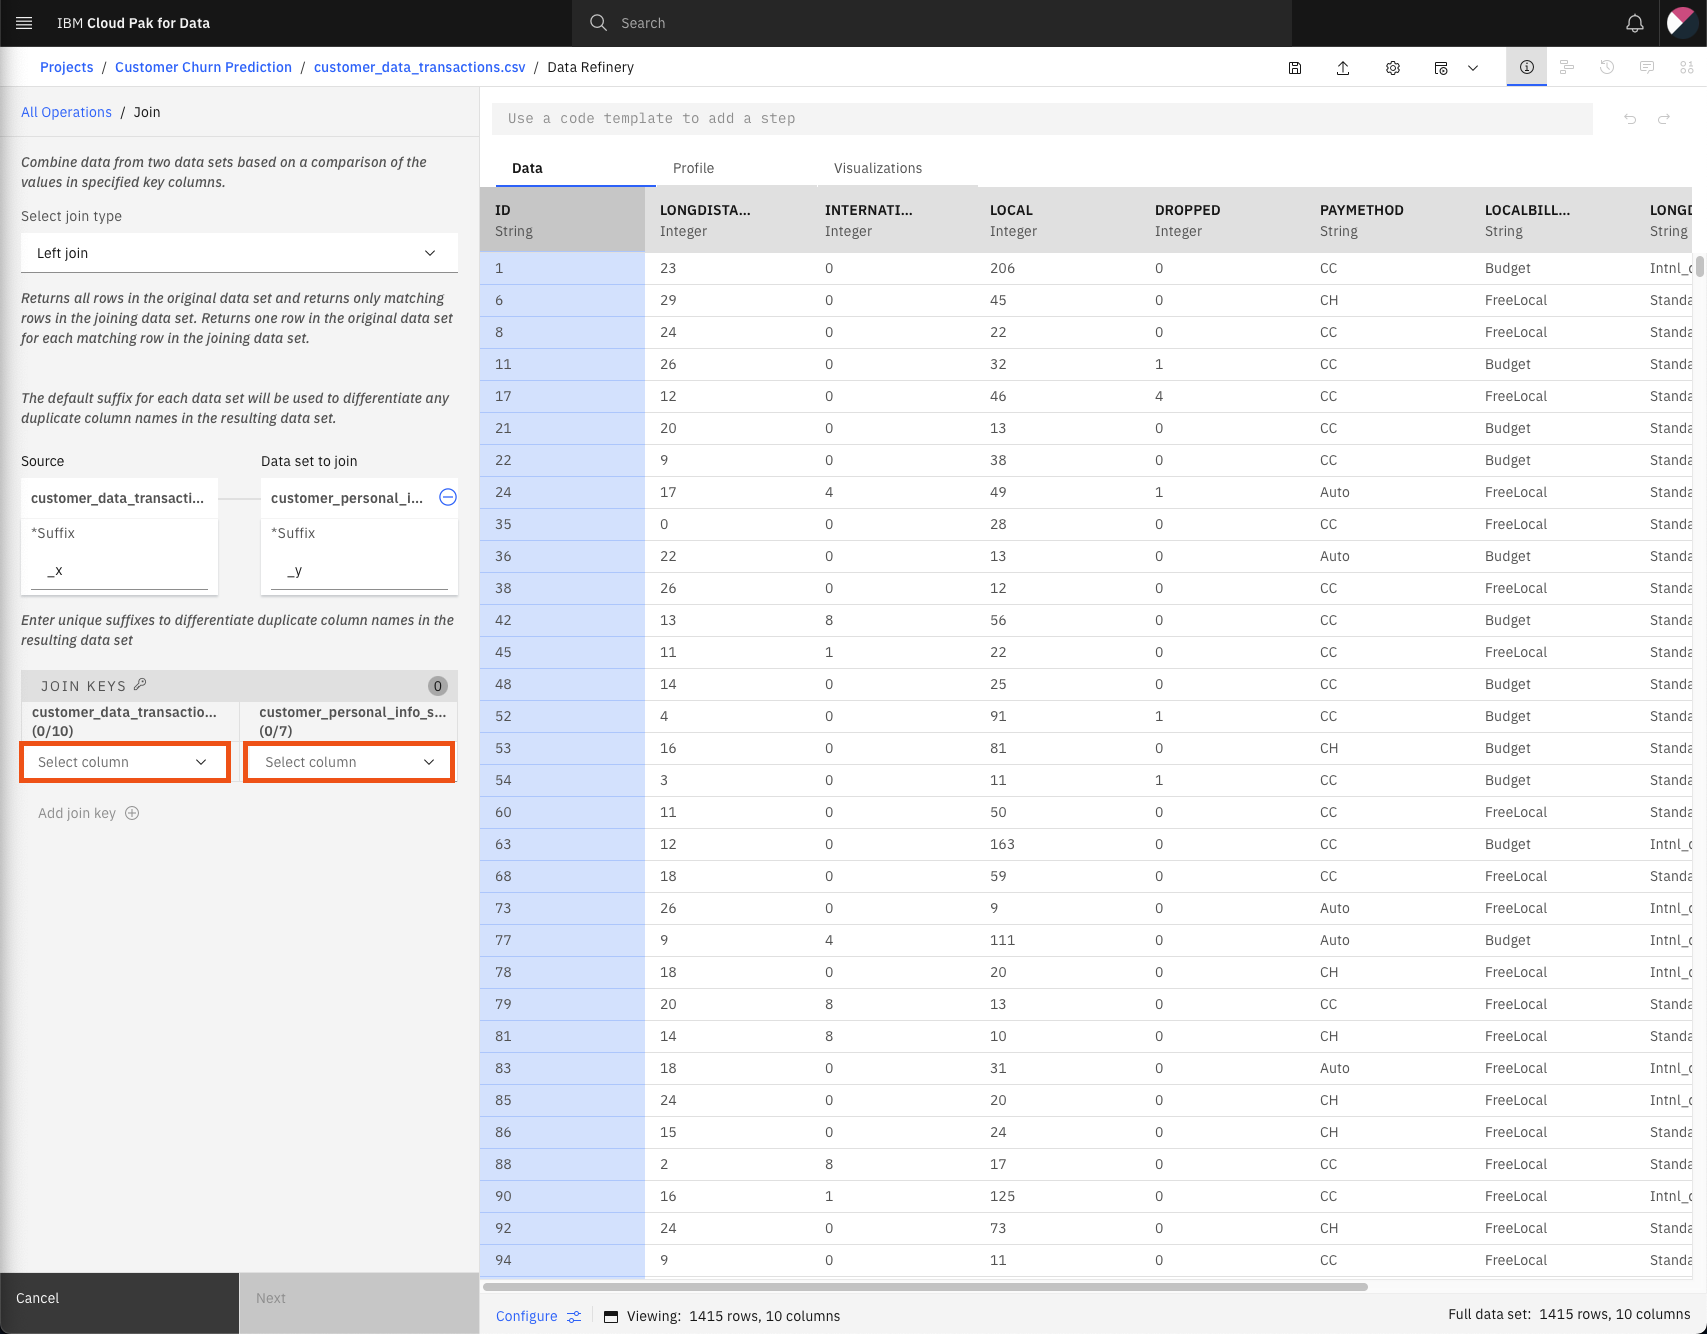 IBM Cloud Pak for Data
Search
Projects / Customer Churn Prediction / customer_data_transactions.csv / Data Refinery
All Operations / Join
Combine data from two data sets based on a comparison of the
values in specified key columns.
Select join type
Left join
Returns all rows in the original data set and returns only matching
rows in the joining data set. Returns one row in the original data set
for each matching row in the joining data set.
The default suffix for each data set will be used to differentiate any
duplicate column names in the resulting data set.
Source Data set to join
customer_data_transacti... customer_personal_i...
*Suffix *Suffix
_x _y
Enter unique suffixes to differentiate duplicate column names in the
resulting data set
JOIN KEYS 0
customer_data_transactio... customer_personal_info_s...
(0/10) (0/7)
Select column Select column
Add join key
Cancel Next
Use a code template to add a step
Data Profile Visualizations
ID LONGDISTA... INTERNATI... LOCAL DROPPED PAYMETHOD LOCALBILL... LONGD
String Integer Integer Integer Integer String String String
1 23 0 206 0 CC Budget Intnl_d
6 29 0 45 0 CH FreeLocal Standa
8 24 0 22 0 CC FreeLocal Standa
11 26 0 32 1 CC Budget Standa
17 12 0 46 4 CC FreeLocal Standa
21 20 0 13 0 CC Budget Standa
22 9 0 38 0 CC Budget Standa
24 17 4 49 1 Auto FreeLocal Standa
35 0 0 28 0 CC FreeLocal Standa
36 22 0 13 0 Auto Budget Standa
38 26 0 12 0 CC FreeLocal Standa
42 13 8 56 0 CC Budget Standa
45 11 1 22 0 CC FreeLocal Standa
48 14 0 25 0 CC Budget Standa
52 4 0 91 1 CC Budget Standa
53 16 0 81 0 CH Budget Standa
54 3 0 11 1 CC Budget Standa
60 11 0 50 0 CC FreeLocal Standa
63 12 0 163 0 CC Budget Intnl_d
68 18 0 59 0 CC FreeLocal Standa
73 26 0 9 0 Auto FreeLocal Intnl_d
77 9 4 111 0 Auto Budget Intnl_d
78 18 0 20 0 CH FreeLocal Intnl_d
79 20 8 13 0 CC FreeLocal Standa
81 14 8 10 0 CH FreeLocal Standa
83 18 0 31 0 Auto FreeLocal Intnl_d
85 24 0 20 0 CH FreeLocal Intnl_d
86 15 0 24 0 CH FreeLocal Standa
88 2 8 17 0 CC FreeLocal Standa
90 16 1 125 0 CC FreeLocal Intnl_d
92 24 0 73 0 CH FreeLocal Standa
94 9 0 11 0 CC FreeLocal Standa
Configure Viewing: 1415 rows, 10 columns Full data set: 1415 rows, 10 columns